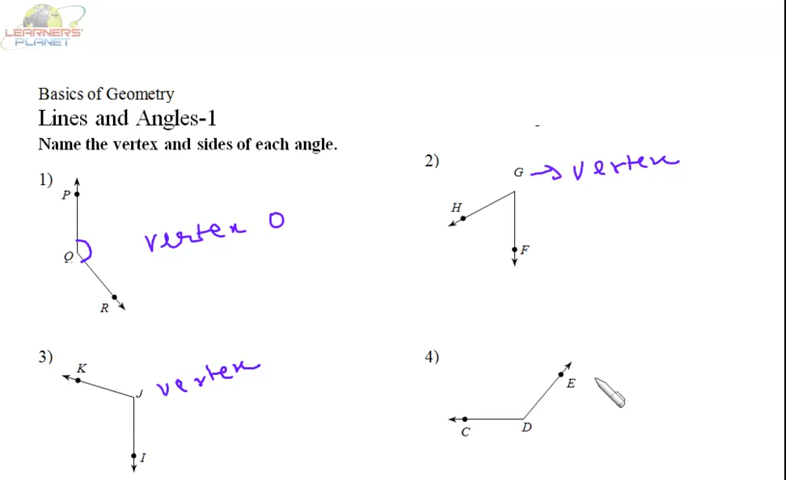 LEARNERS'
PLANET
Basics of Geometry
Lines and Angles-1
Name the vertex and sides of each angle.
1)
P
Q
R
vertex O
2)
G → vertex
H
F
3)
K
J vertex
I
4)
E
C
D